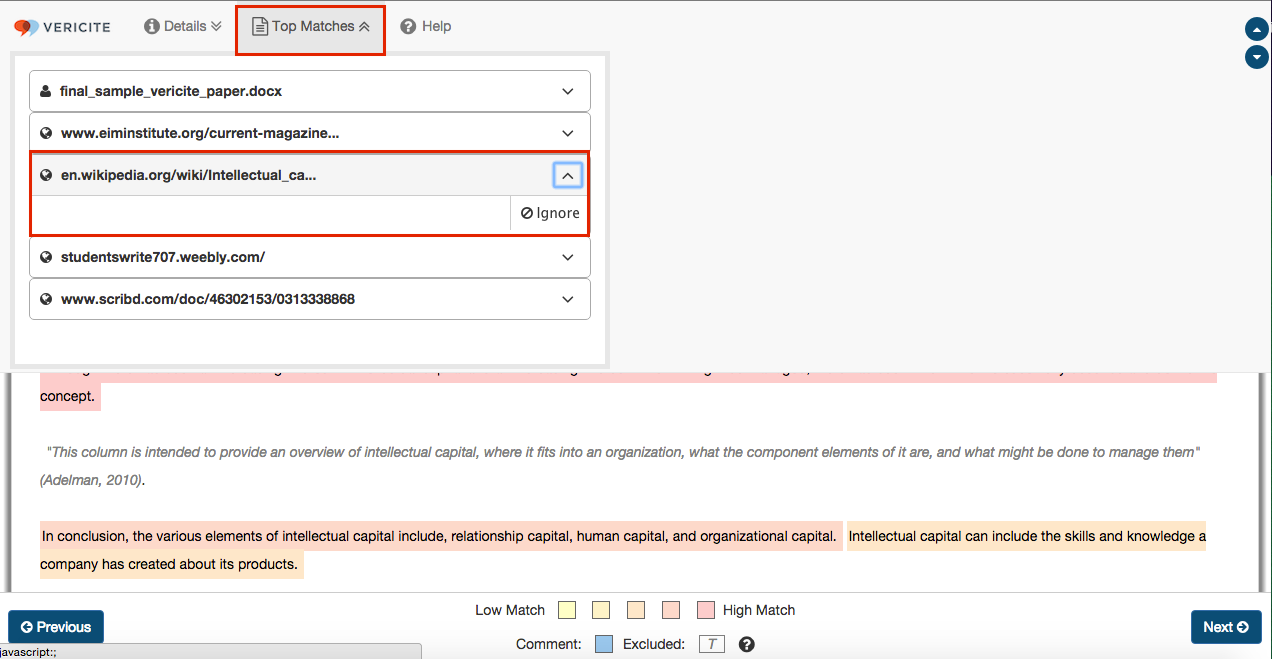 VERICITE Details Top Matches Help
final_sample_vericite_paper.docx
www.eiminstitute.org/current-magazine...
en.wikipedia.org/wiki/Intellectual_ca...
Ignore
studentswrite707.weebly.com/
www.scribd.com/doc/46302153/0313338868
concept.
"This column is intended to provide an overview of intellectual capital, where it fits into an organization, what the component elements of it are, and what might be done to manage them"
(Adelman, 2010).
In conclusion, the various elements of intellectual capital include, relationship capital, human capital, and organizational capital. Intellectual capital can include the skills and knowledge a
company has created about its products.
Low Match High Match
Previous Next
Comment: Excluded: T ?
javascript:;